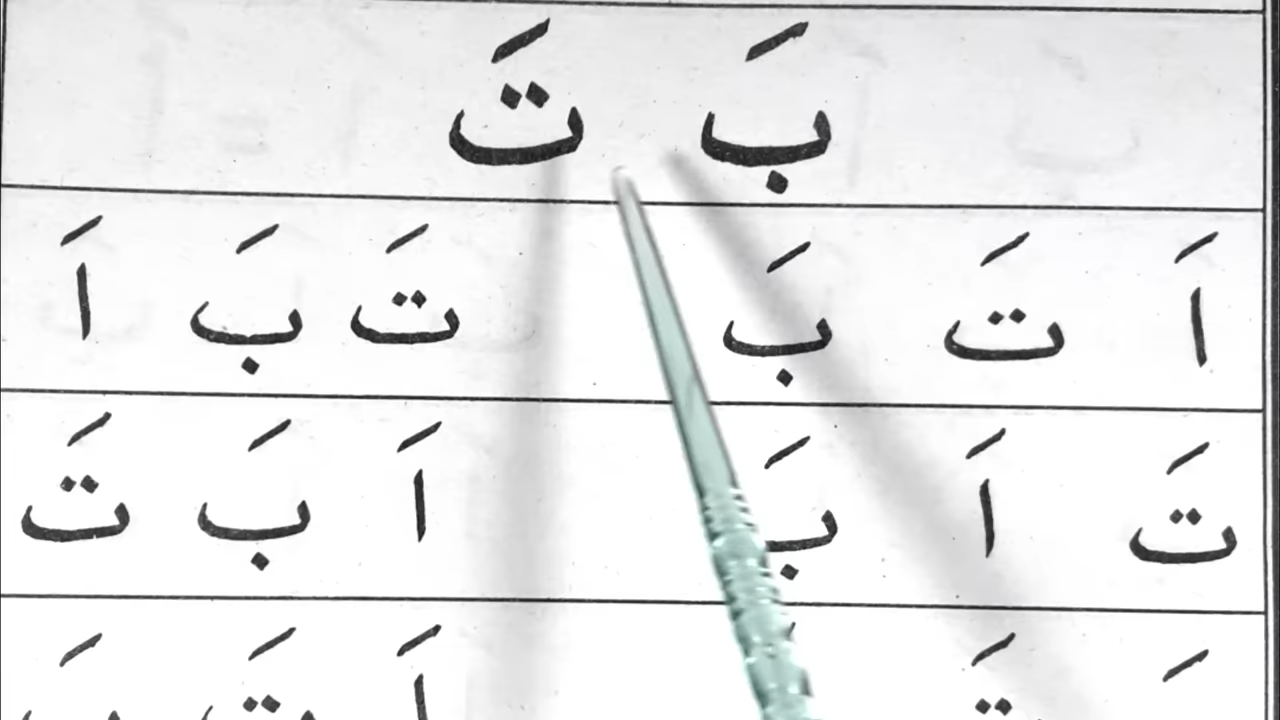 بَ تَ
اَ تَ بَ تَ بَ اَ
تَ اَ بَ اَ بَ تَ